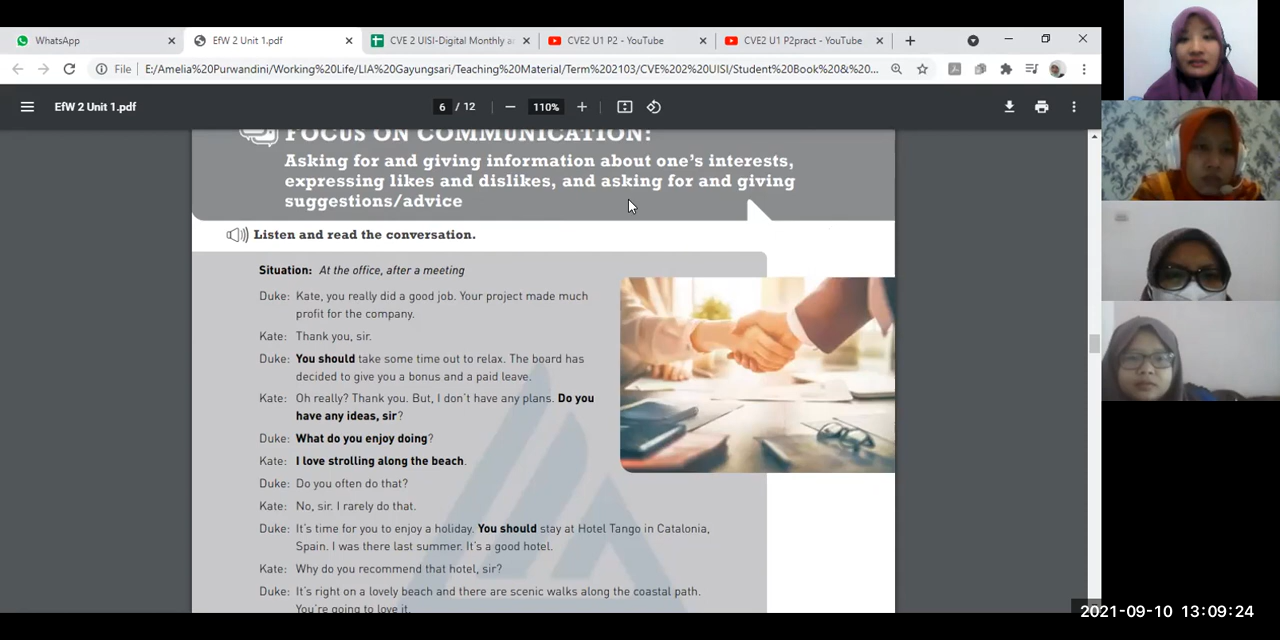 WhatsApp
EfW 2 Unit 1.pdf
CVE 2 UISI-Digital Monthly a
CVE2 U1 P2 - YouTube
CVE2 U1 P2pract - YouTube
File
E:/Amelia%20Purwandini/Working%20Life/LIA%20Gayungsari/Teaching%20Material/Term%202103/CVE%202%20UISI/Student%20Book%20&%20...
EfW 2 Unit 1.pdf
6 / 12
110%
FOCUS ON COMMUNICATION:
Asking for and giving information about one's interests,
expressing likes and dislikes, and asking for and giving
suggestions/advice
Listen and read the conversation.
Situation: At the office, after a meeting
Duke: Kate, you really did a good job. Your project made much
profit for the company.
Kate: Thank you, sir.
Duke: You should take some time out to relax. The board has
decided to give you a bonus and a paid leave.
Kate: Oh really? Thank you. But, I don't have any plans. Do you
have any ideas, sir?
Duke: What do you enjoy doing?
Kate: I love strolling along the beach.
Duke: Do you often do that?
Kate: No, sir. I rarely do that.
Duke: It's time for you to enjoy a holiday. You should stay at Hotel Tango in Catalonia,
Spain. I was there last summer. It's a good hotel.
Kate: Why do you recommend that hotel, sir?
Duke: It's right on a lovely beach and there are scenic walks along the coastal path.
You're going to love it.
2021-09-10 13:09:24